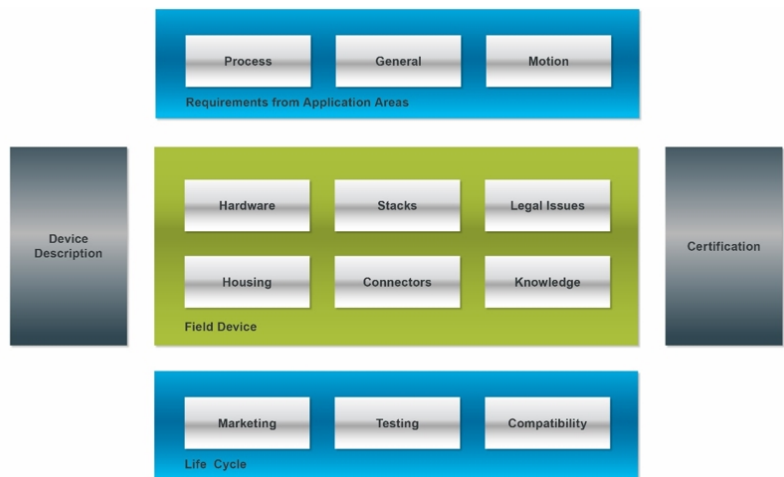 Process
General
Motion
Requirements from Application Areas
Device
Description
Hardware
Stacks
Legal Issues
Housing
Connectors
Knowledge
Field Device
Certification
Marketing
Testing
Compatibility
Life Cycle